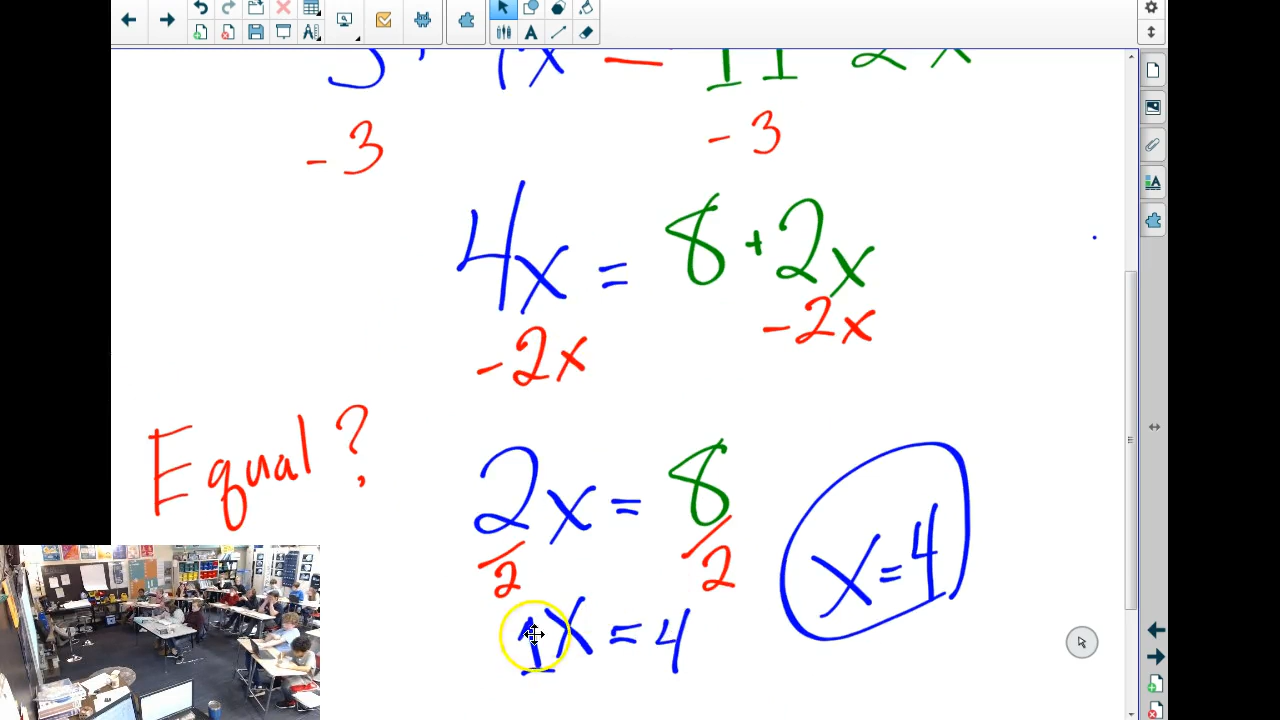 -3 -3
4x = 8 + 2x
-2x -2x
Equal?
2x = 8
/2 /2
1x = 4
x = 4